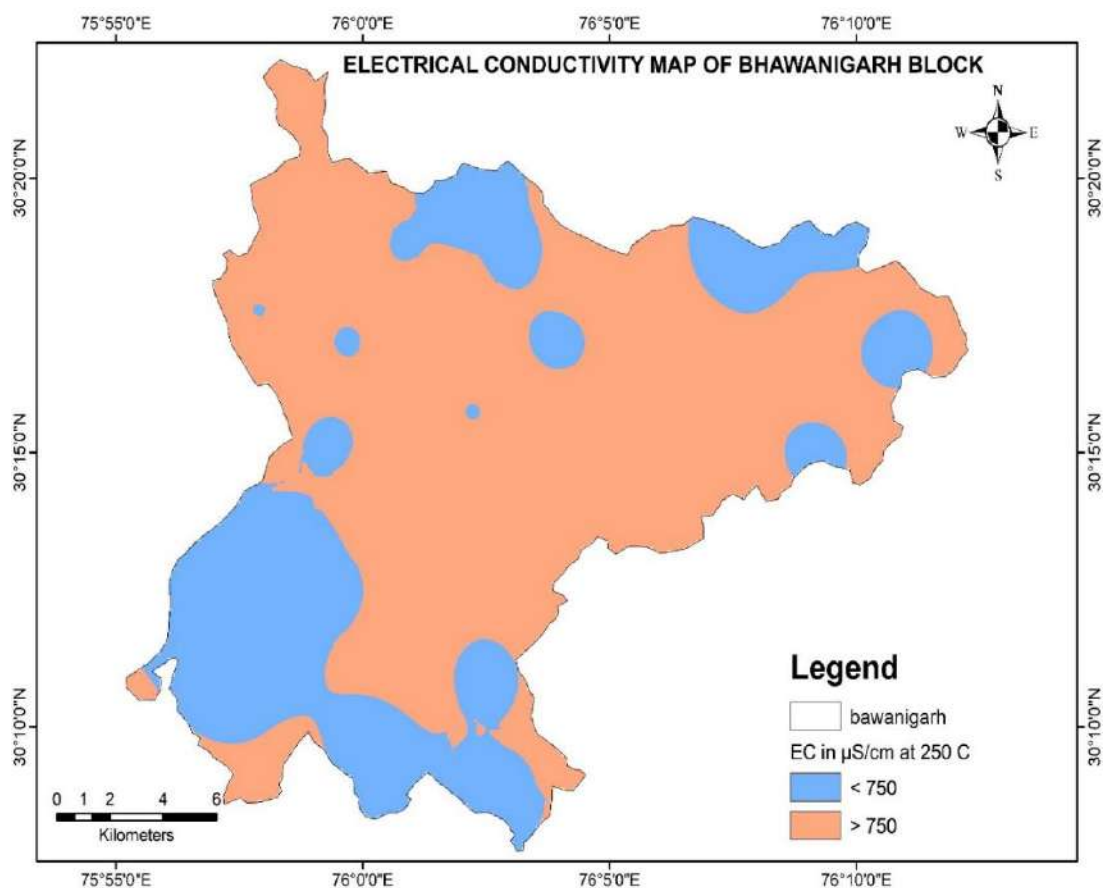 75°55'0"E 76°0'0"E 76°5'0"E 76°10'0"E
ELECTRICAL CONDUCTIVITY MAP OF BHAWANIGARH BLOCK
N
W E
S
30°20'0"N 30°20'0"N
30°15'0"N 30°15'0"N
30°10'0"N 30°10'0"N
Legend
bawanigarh
EC in µS/cm at 250 C
< 750
> 750
0 1 2 4 6
Kilometers
75°55'0"E 76°0'0"E 76°5'0"E 76°10'0"E